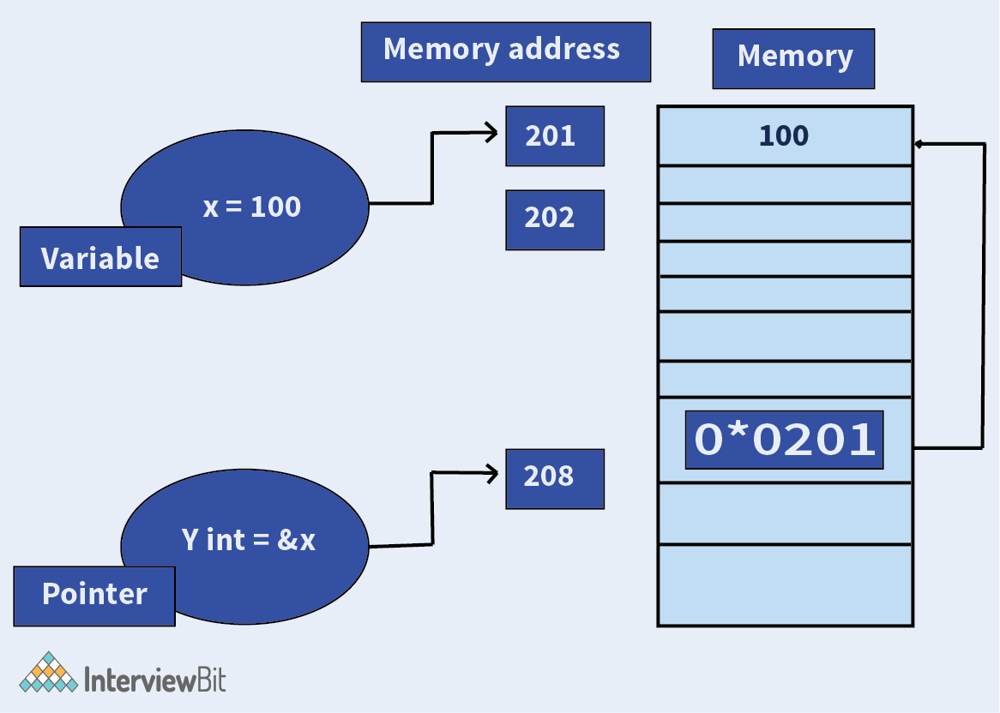 Memory address
Memory
201
100
x = 100
202
Variable
0*0201
208
Y int = &x
Pointer
InterviewBit